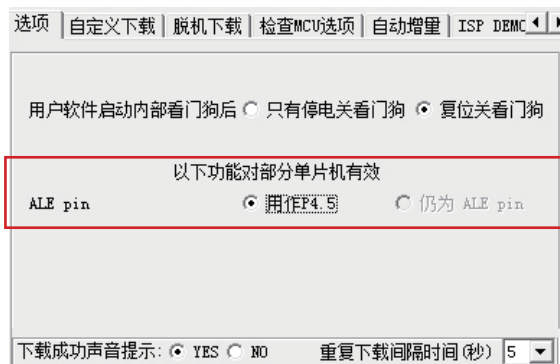 选项 自定义下载 脱机下载 检查MCU选项 自动增量 ISP DEMO
用户软件启动内部看门狗后 只有停电关看门狗 复位关看门狗
以下功能对部分单片机有效
ALE pin 用作P4.5 仍为 ALE pin
下载成功声音提示: YES NO 重复下载间隔时间(秒) 5